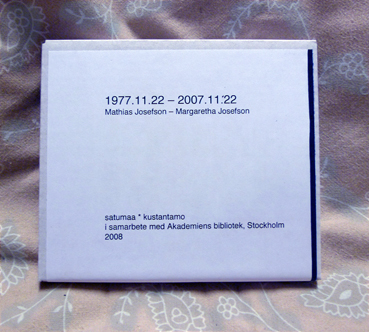 1977.11.22 – 2007.11.22
Mathias Josefson – Margaretha Josefson
satumaa * kustantamo
i samarbete med Akademiens bibliotek, Stockholm
2008